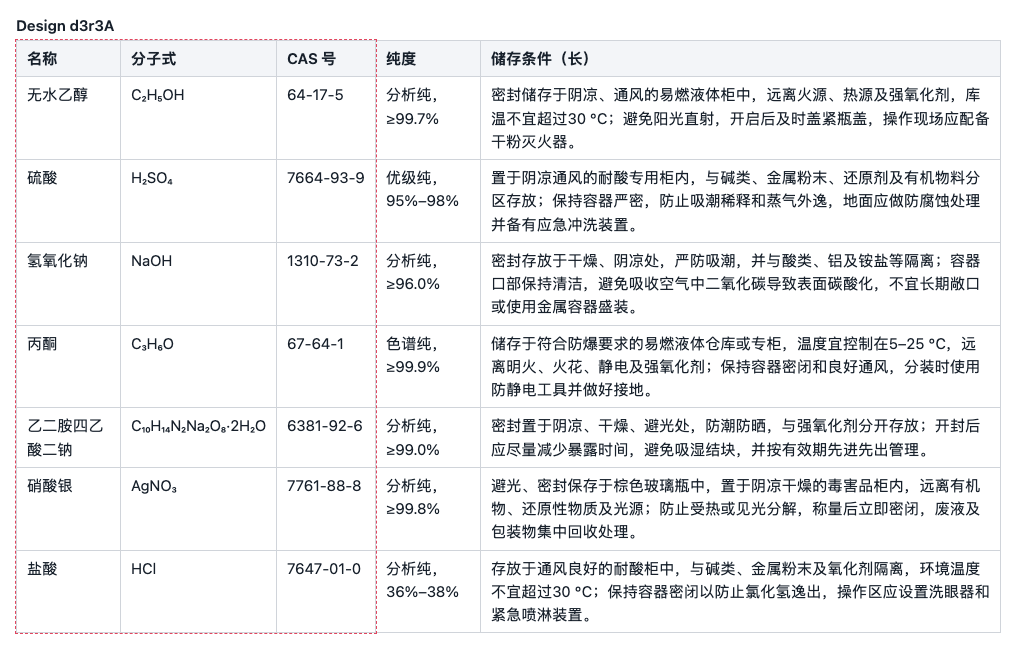 Design d3r3A
名称 分子式 CAS 号 纯度 储存条件（长）
无水乙醇 C₂H₅OH 64-17-5 分析纯， 密封储存于阴凉、通风的易燃液体柜中，远离火源、热源及强氧化剂，库
≥99.7% 温不宜超过30 °C；避免阳光直射，开启后及时盖紧瓶盖，操作现场应配备
干粉灭火器。
硫酸 H₂SO₄ 7664-93-9 优级纯， 置于阴凉通风的耐酸专用柜内，与碱类、金属粉末、还原剂及有机物料分
95%–98% 区存放；保持容器严密，防止吸潮稀释和蒸气外逸，地面应做防腐蚀处理
并备有应急冲洗装置。
氢氧化钠 NaOH 1310-73-2 分析纯， 密封存放于干燥、阴凉处，严防吸潮，并与酸类、铝及铵盐等隔离；容器
≥96.0% 口部保持清洁，避免吸收空气中二氧化碳导致表面碳酸化，不宜长期敞口
或使用金属容器盛装。
丙酮 C₃H₆O 67-64-1 色谱纯， 储存于符合防爆要求的易燃液体仓库或专柜，温度宜控制在5–25 °C，远
≥99.9% 离明火、火花、静电及强氧化剂；保持容器密闭和良好通风，分装时使用
防静电工具并做好接地。
乙二胺四乙 C₁₀H₁₄N₂Na₂O₈·2H₂O 6381-92-6 分析纯， 密封置于阴凉、干燥、避光处，防潮防晒，与强氧化剂分开存放；开封后
酸二钠 ≥99.0% 应尽量减少暴露时间，避免吸湿结块，并按有效期先进先出管理。
硝酸银 AgNO₃ 7761-88-8 分析纯， 避光、密封保存于棕色玻璃瓶中，置于阴凉干燥的毒害品柜内，远离有机
≥99.8% 物、还原性物质及光源；防止受热或见光分解，称量后立即密闭，废液及
包装物集中回收处理。
盐酸 HCl 7647-01-0 分析纯， 存放于通风良好的耐酸柜中，与碱类、金属粉末及氧化剂隔离，环境温度
36%–38% 不宜超过30 °C；保持容器密闭以防止氯化氢逸出，操作区应设置洗眼器和
紧急喷淋装置。